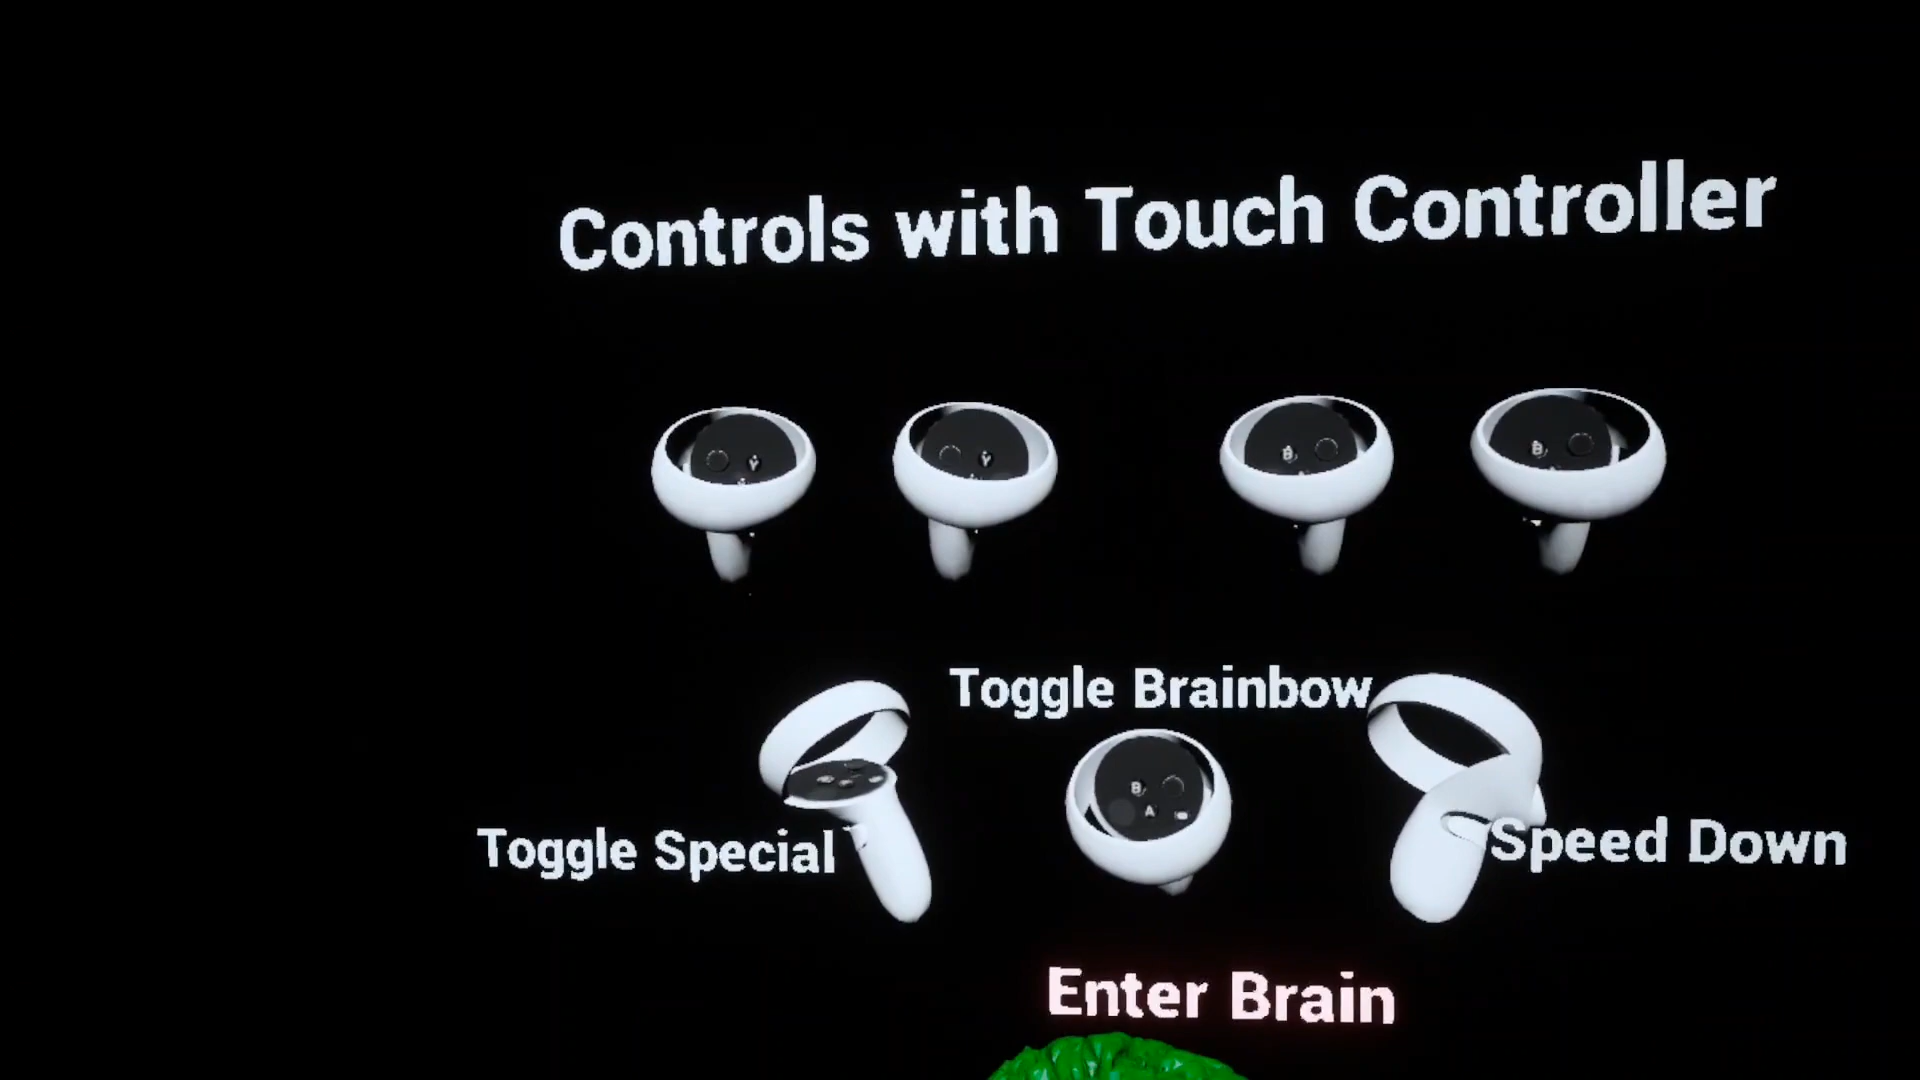 Controls with Touch Controller
Y
Y
B
B
Toggle Brainbow
B
A
Toggle Special
Speed Down
Enter Brain